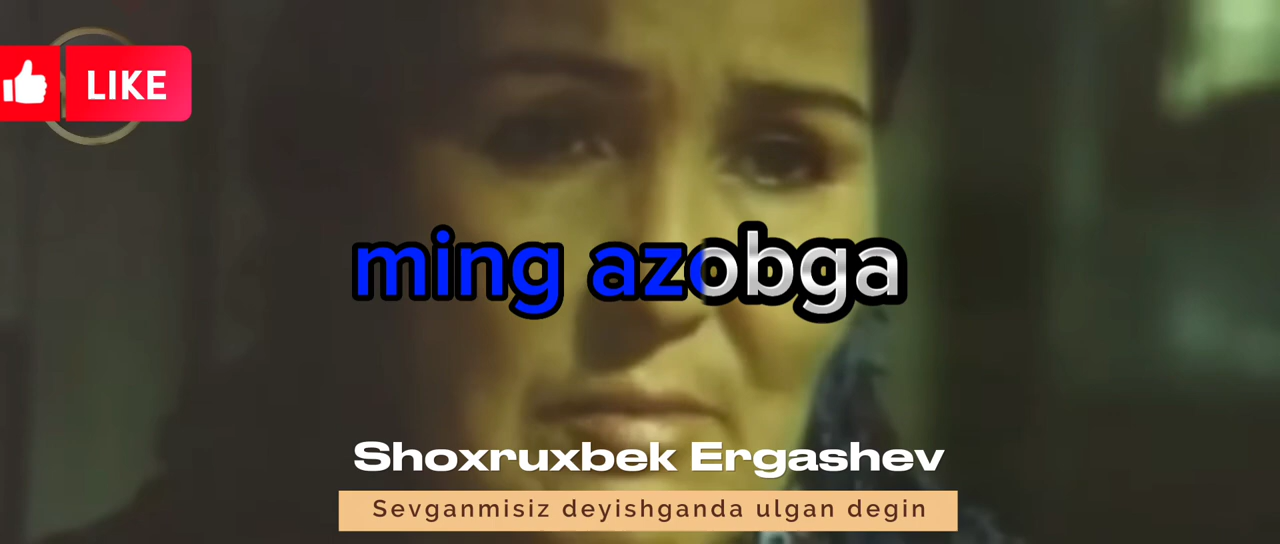 LIKE
ming azobga
Shoxruxbek Ergashev
Sevganmisiz deyishganda ulgan degin